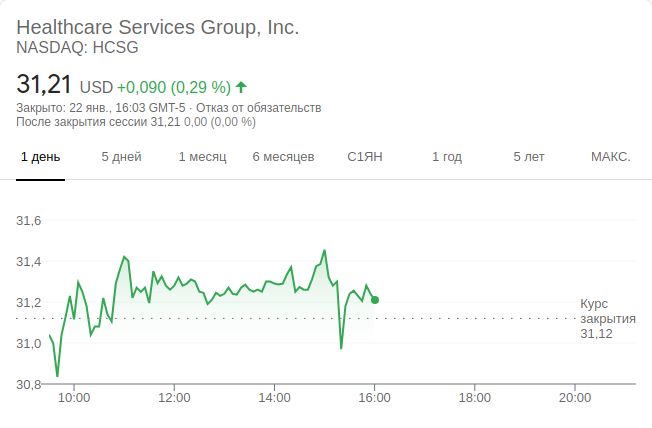 Healthcare Services Group, Inc.
NASDAQ: HCSG
31,21 USD +0,090 (0,29 %)
Закрыто: 22 янв., 16:03 GMT-5 · Отказ от обязательств
После закрытия сессии 31,21 0,00 (0,00 %)
1 день 5 дней 1 месяц 6 месяцев С1ЯН 1 год 5 лет МАКС.
31,6
31,4
31,2
31,0
30,8
Курс
закрытия
31,12
10:00 12:00 14:00 16:00 18:00 20:00